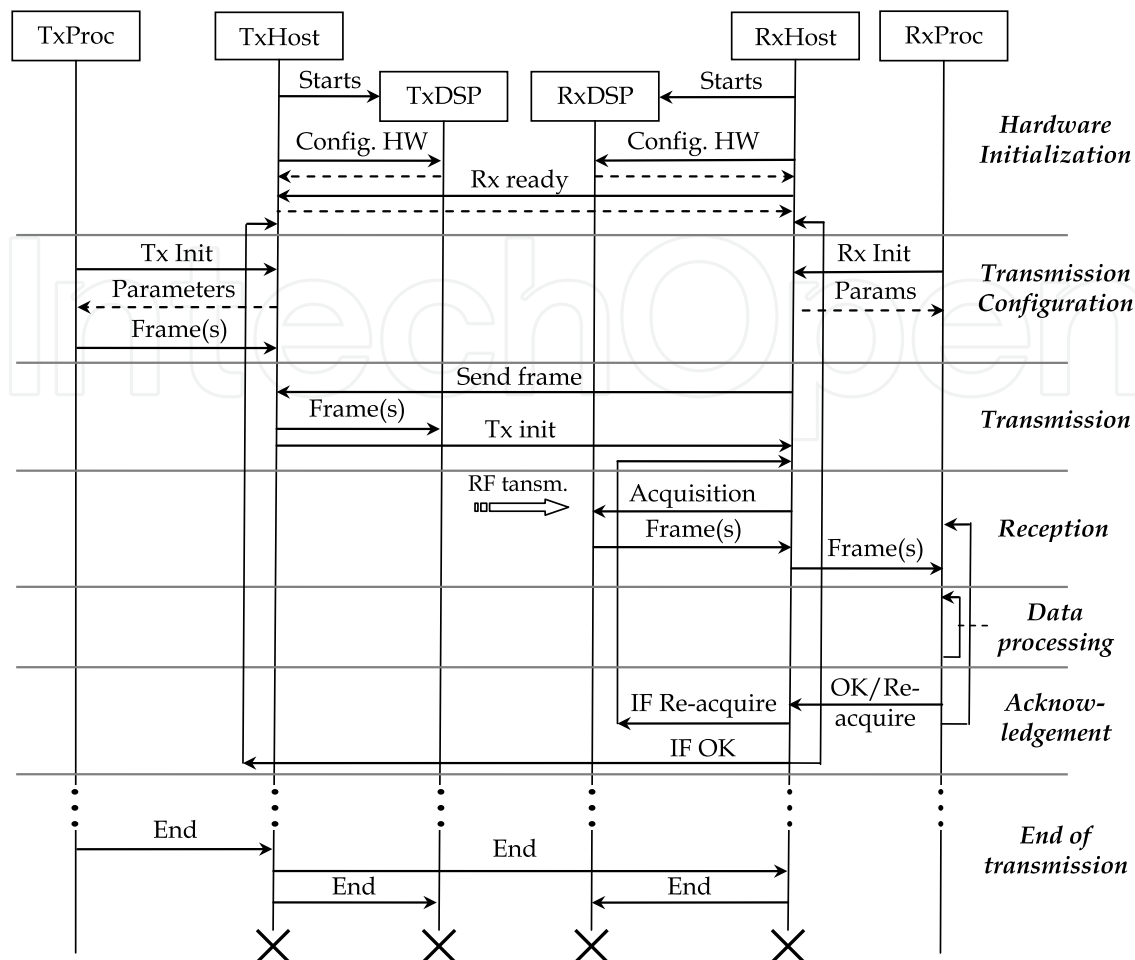 TxProc
TxHost
RxHost
RxProc
Starts
TxDSP
RxDSP
Starts
Hardware
Initialization
Config. HW
Config. HW
Rx ready
Tx Init
Rx Init
Parameters
Params
Transmission
Configuration
Frame(s)
IntechOpen
Send frame
Frame(s)
Tx init
Transmission
RF tansm.
Acquisition
Frame(s)
Frame(s)
Reception
Data
processing
IF Re-acquire
OK/Re-
acquire
Acknow-
ledgement
IF OK
End
End
End
End
End of
transmission